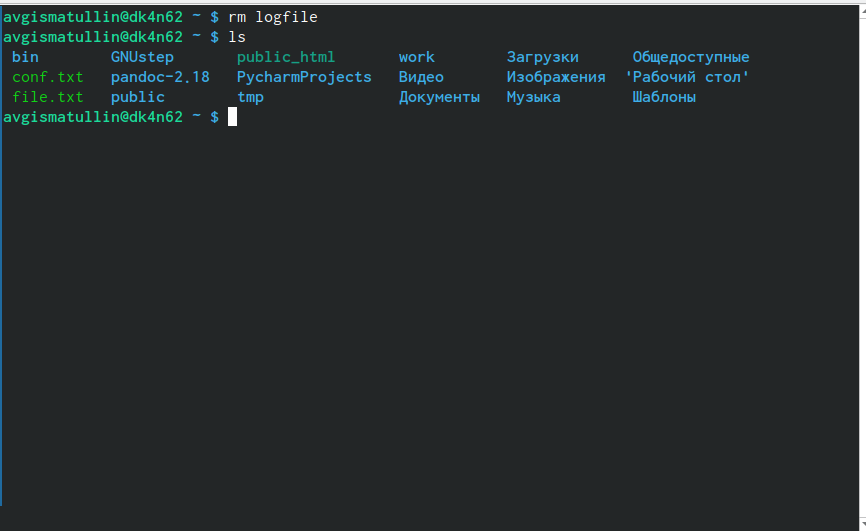 avgismatullin@dk4n62 ~ $ rm logfile
avgismatullin@dk4n62 ~ $ ls
bin GNUstep public_html work Загрузки Общедоступные
conf.txt pandoc-2.18 PycharmProjects Видео Изображения 'Рабочий стол'
file.txt public tmp Документы Музыка Шаблоны
avgismatullin@dk4n62 ~ $